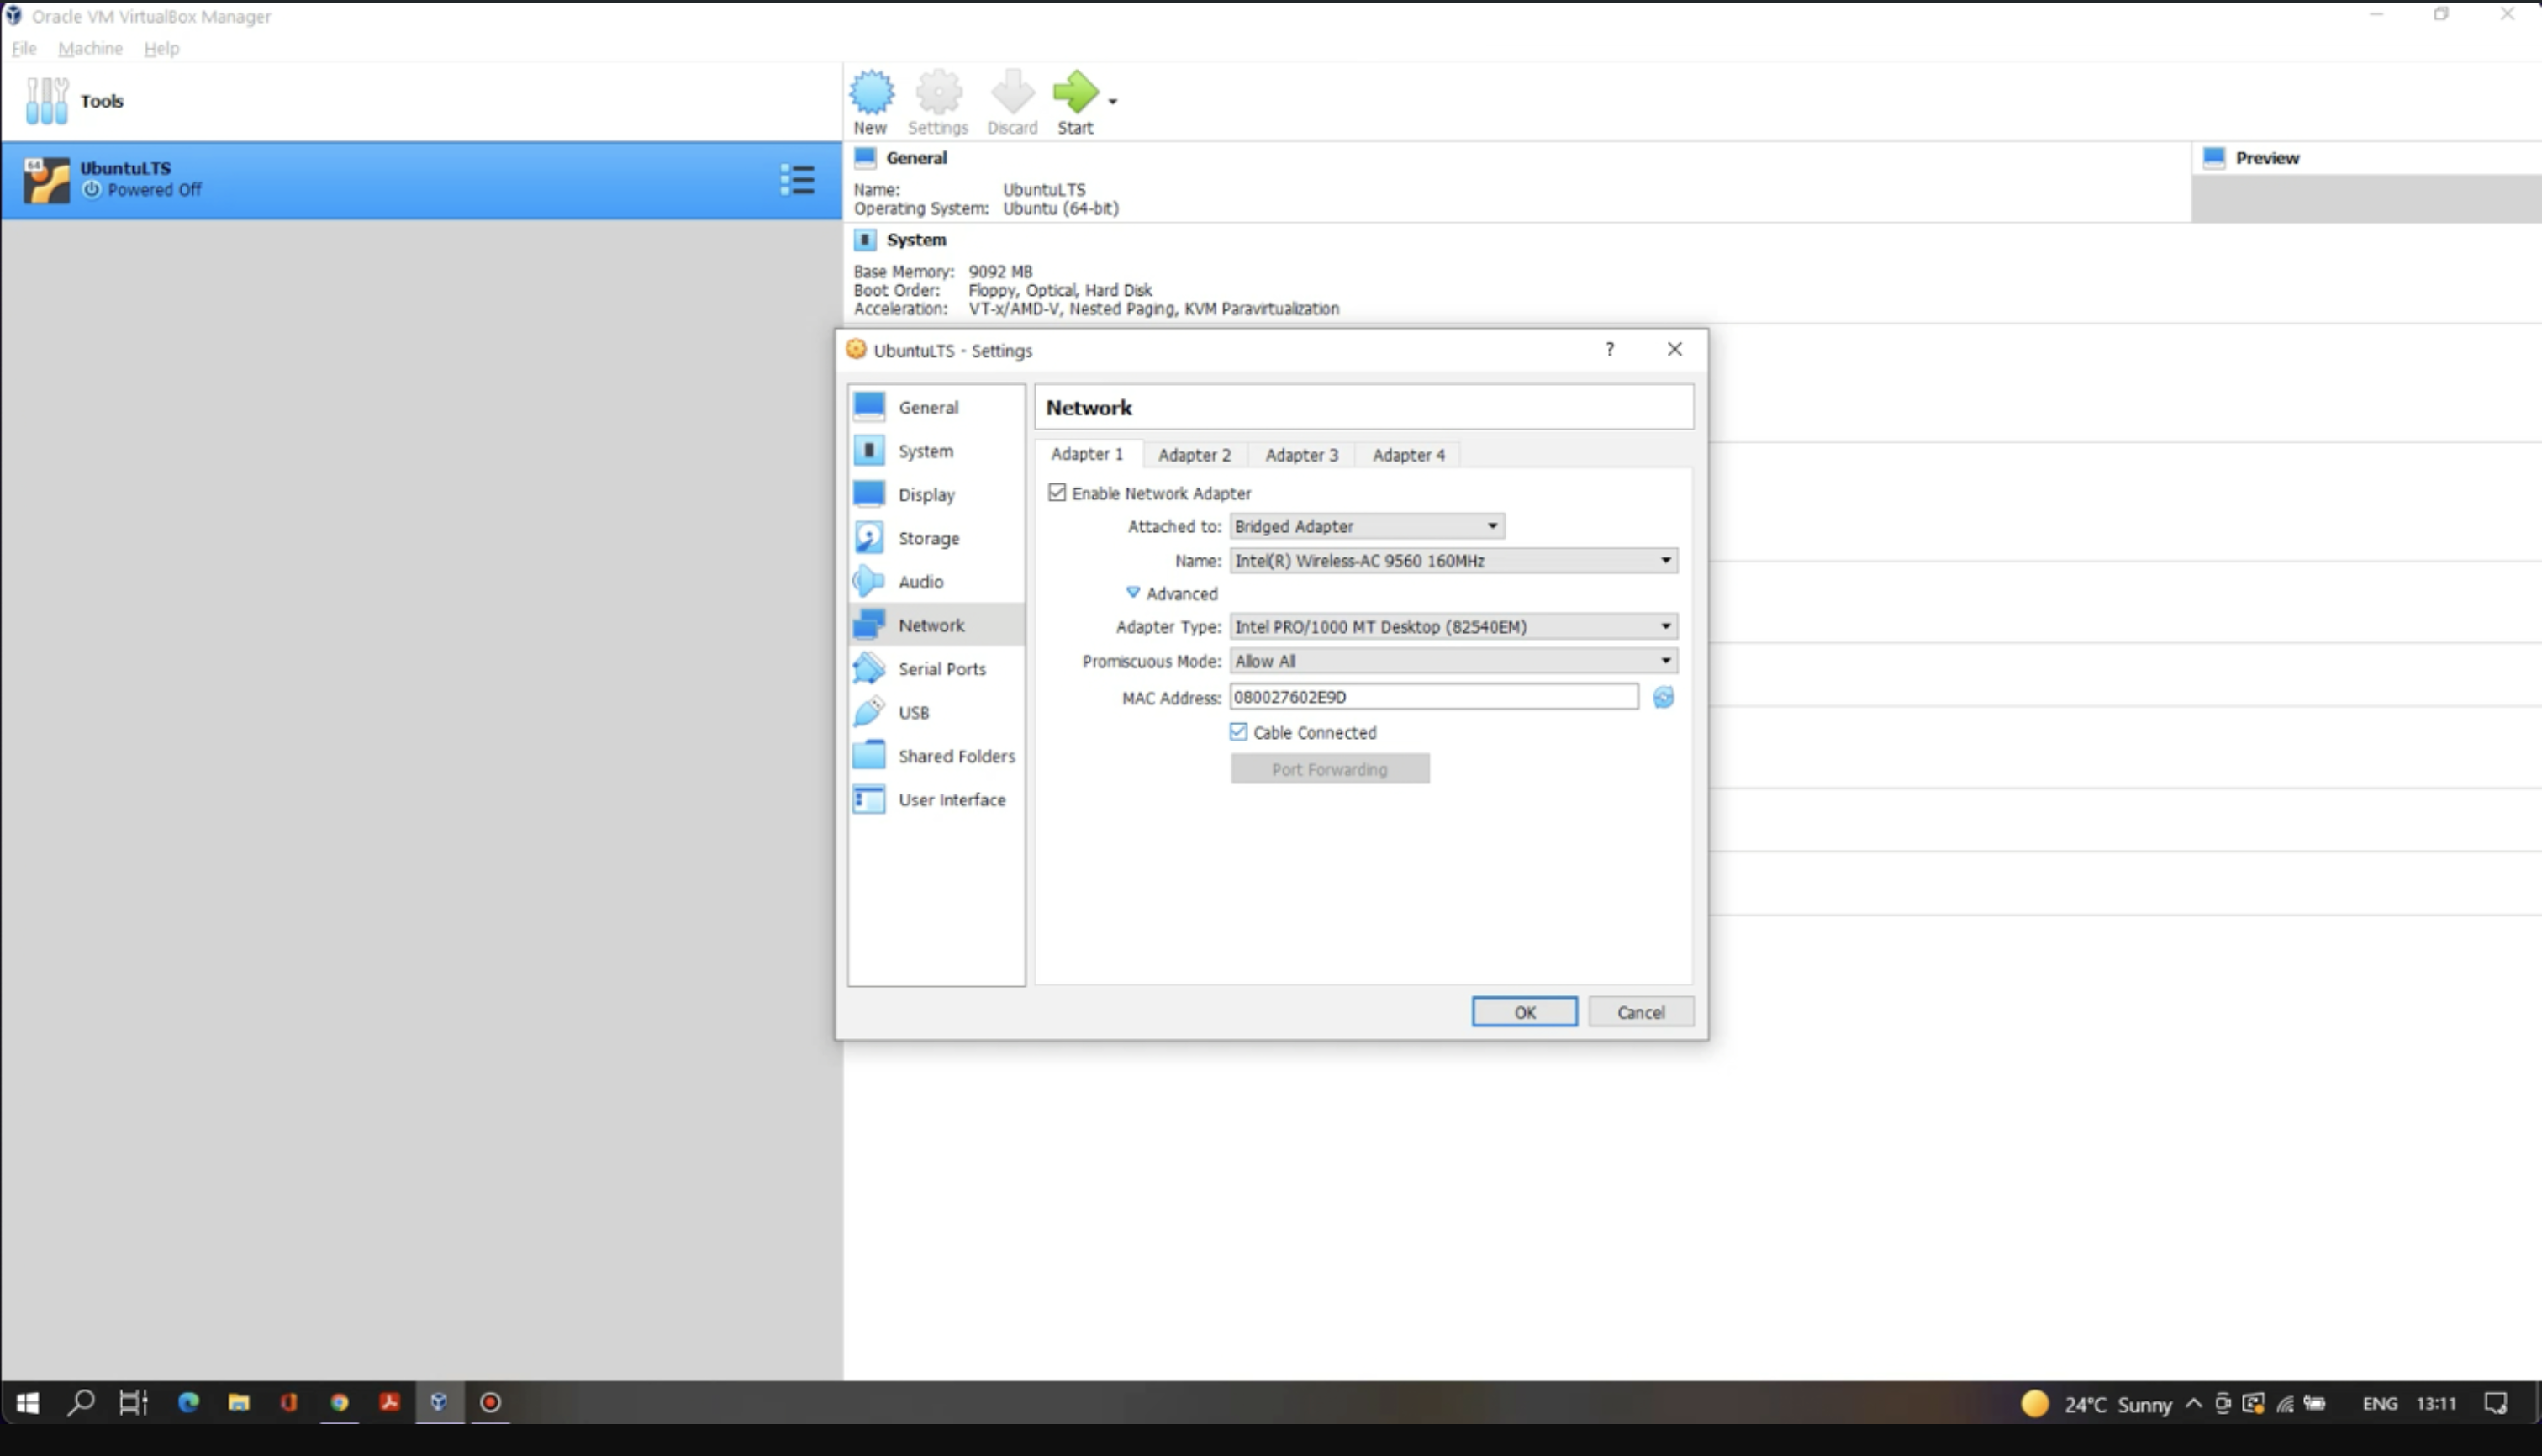 Oracle VM VirtualBox Manager
File Machine Help
Tools
New Settings Discard Start
64
UbuntuLTS
Powered Off
General
Name: UbuntuLTS
Operating System: Ubuntu (64-bit)
Preview
System
Base Memory: 9092 MB
Boot Order: Floppy, Optical, Hard Disk
Acceleration: VT-x/AMD-V, Nested Paging, KVM Paravirtualization
UbuntuLTS - Settings
?
General
System
Display
Storage
Audio
Network
Serial Ports
USB
Shared Folders
User Interface
Network
Adapter 1 Adapter 2 Adapter 3 Adapter 4
Enable Network Adapter
Attached to: Bridged Adapter
Name: Intel(R) Wireless-AC 9560 160MHz
Advanced
Adapter Type: Intel PRO/1000 MT Desktop (82540EM)
Promiscuous Mode: Allow All
MAC Address: 080027602E9D
Cable Connected
Port Forwarding
OK Cancel
24°C Sunny ENG 13:11